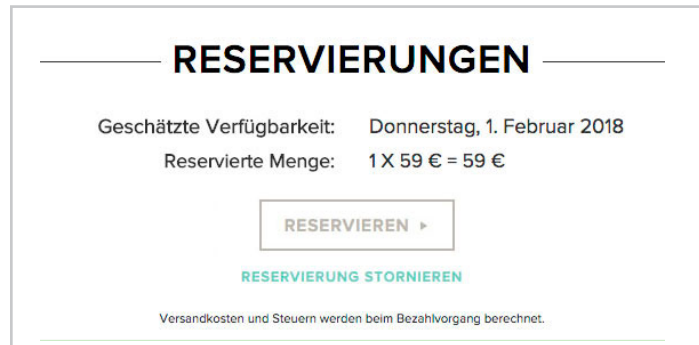 RESERVIERUNGEN
Geschätzte Verfügbarkeit: Donnerstag, 1. Februar 2018
Reservierte Menge: 1 X 59 € = 59 €
RESERVIEREN ▸
RESERVIERUNG STORNIEREN
Versandkosten und Steuern werden beim Bezahlvorgang berechnet.